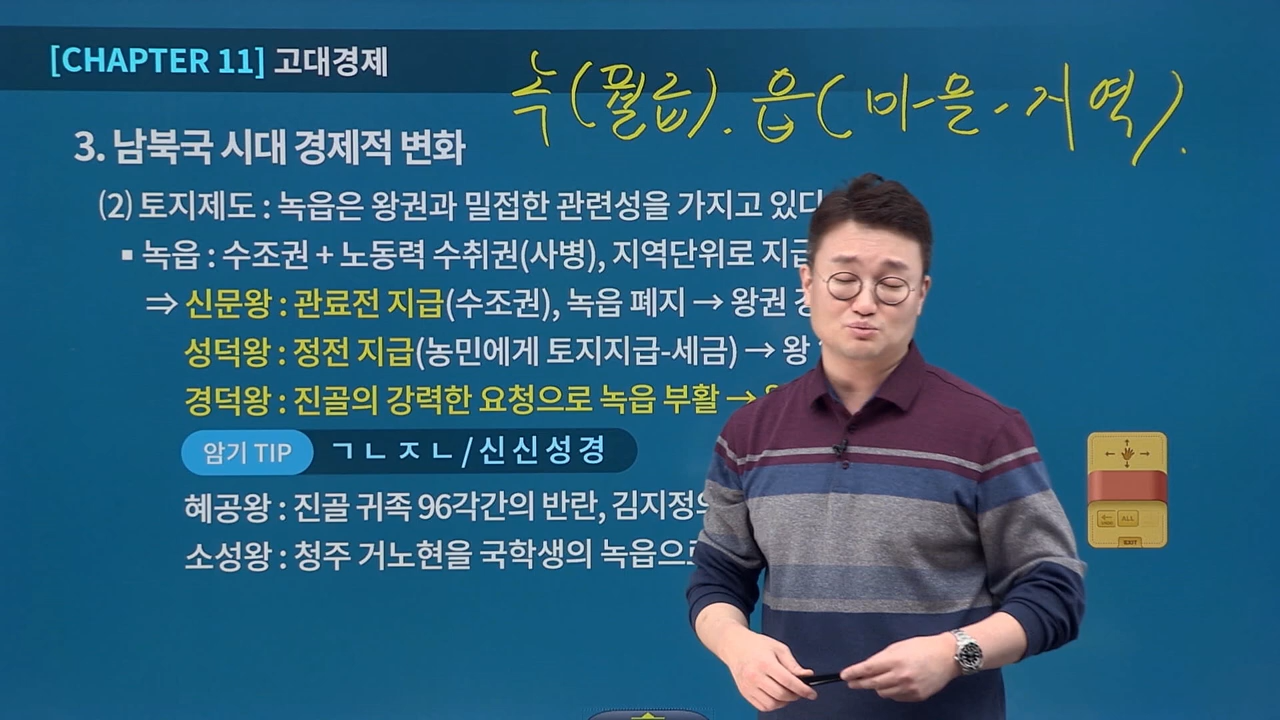 [CHAPTER 11] 고대경제
녹(월급). 읍(마을·지역).
3. 남북국 시대 경제적 변화
(2) 토지제도 : 녹읍은 왕권과 밀접한 관련성을 가지고 있다
▪ 녹읍 : 수조권 + 노동력 수취권(사병), 지역단위로 지급
⇒ 신문왕 : 관료전 지급(수조권), 녹읍 폐지 → 왕권
성덕왕 : 정전 지급(농민에게 토지지급-세금) → 왕
경덕왕 : 진골의 강력한 요청으로 녹읍 부활 →
암기 TIP ㄱ ㄴ ㅈ ㄴ / 신 신 성 경
혜공왕 : 진골 귀족 96각간의 반란, 김지정의
소성왕 : 청주 거노현을 국학생의 녹읍으로
ALL
EXIT